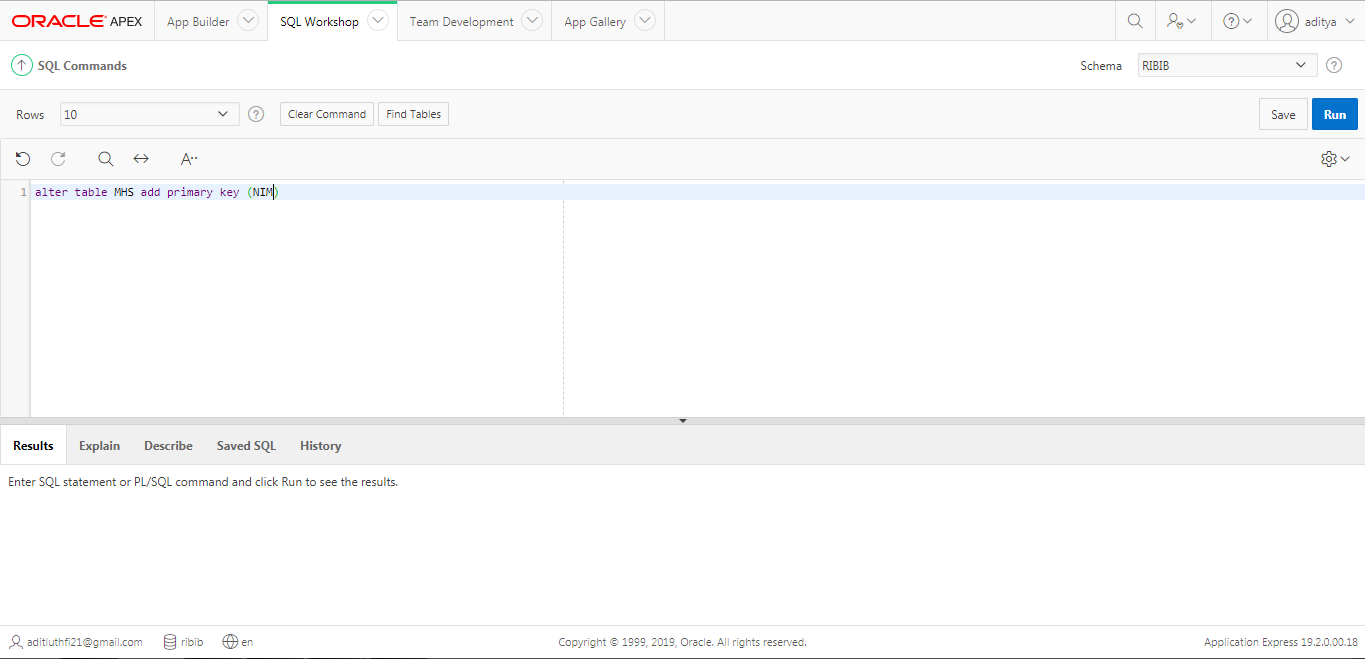 ORACLE APEX App Builder SQL Workshop Team Development App Gallery aditya
SQL Commands Schema RIBIB ?
Rows 10 ? Clear Command Find Tables Save Run
A··
1 alter table MHS add primary key (NIM)
Results Explain Describe Saved SQL History
Enter SQL statement or PL/SQL command and click Run to see the results.
aditluthfi21@gmail.com ribib en Copyright © 1999, 2019, Oracle. All rights reserved. Application Express 19.2.0.00.18